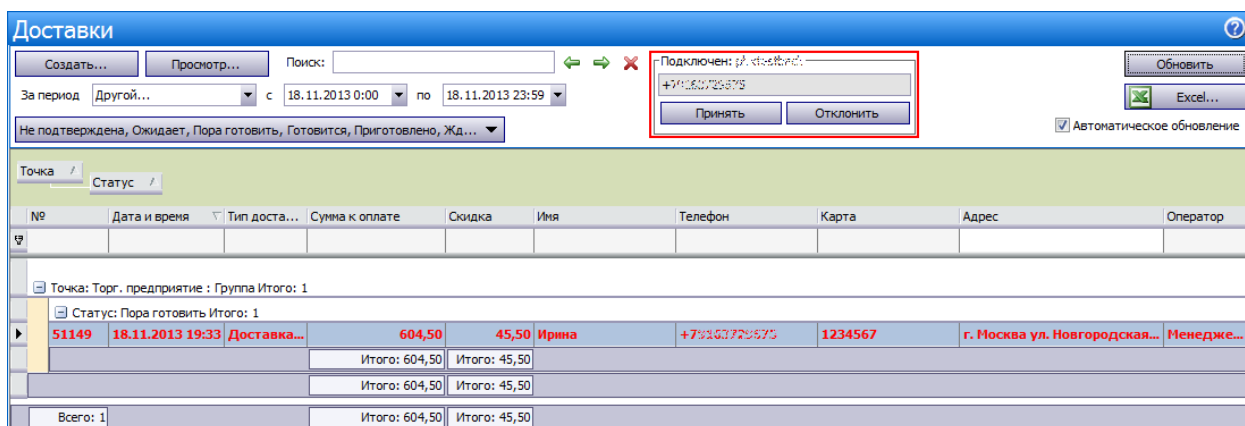 Доставки
Создать... Просмотр... Поиск: Подключен: Обновить
За период Другой... с 18.11.2013 0:00 по 18.11.2013 23:59 Принять Отклонить Excel...
Не подтверждена, Ожидает, Пора готовить, Готовится, Приготовлено, Жд... Автоматическое обновление
Точка
Статус
№ Дата и время Тип доста... Сумма к оплате Скидка Имя Телефон Карта Адрес Оператор
Точка: Торг. предприятие : Группа Итого: 1
Статус: Пора готовить Итого: 1
51149 18.11.2013 19:33 Доставка... 604,50 45,50 Ирина 1234567 г. Москва ул. Новгородская... Менедже...
Итого: 604,50 Итого: 45,50
Итого: 604,50 Итого: 45,50
Всего: 1 Итого: 604,50 Итого: 45,50